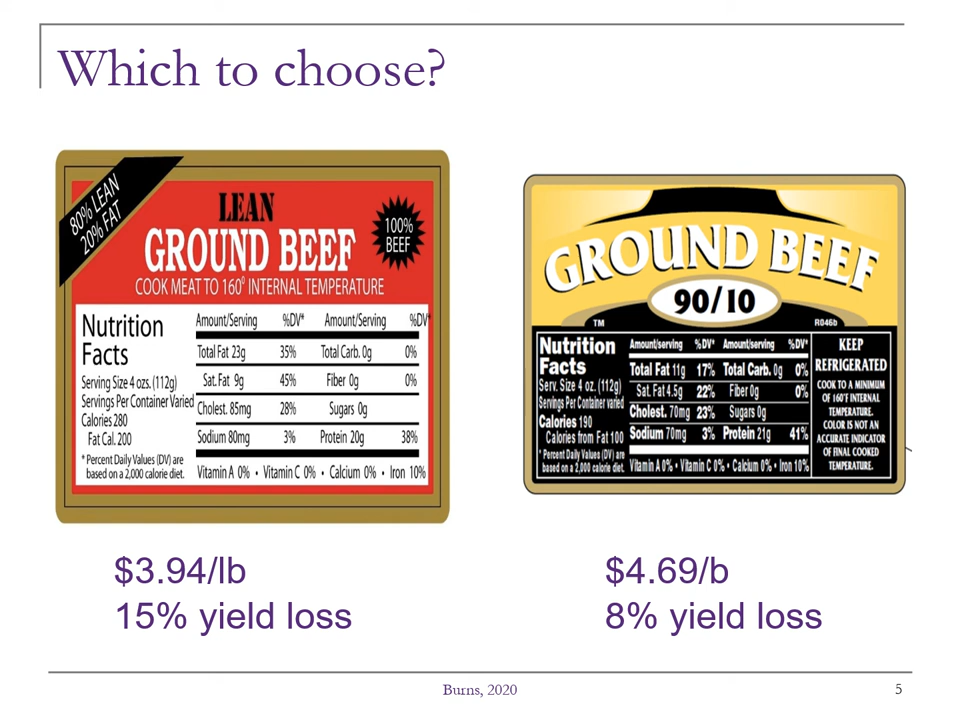 Which to choose?
80% LEAN
20% FAT
LEAN
GROUND BEEF
100%
BEEF
COOK MEAT TO 160⁰ INTERNAL TEMPERATURE
Nutrition
Facts
Serving Size 4 ozs. (112g)
Servings Per Container Varied
Calories 280
Fat Cal. 200
* Percent Daily Values (DV) are
based on a 2,000 calorie diet.
Amount/Serving %DV* Amount/Serving %DV*
Total Fat 23g 35% Total Carb. 0g 0%
Sat. Fat 9g 45% Fiber 0g 0%
Cholest. 85mg 28% Sugars 0g
Sodium 80mg 3% Protein 20g 38%
Vitamin A 0% • Vitamin C 0% • Calcium 0% • Iron 10%
GROUND BEEF
90/10
TM R046b
Nutrition
Facts
Serv. Size 4 ozs. (112g)
Servings Per Container varied
Calories 190
Calories from Fat 100
* Percent Daily Values (DV) are
based on a 2,000 calorie diet.
Amount/serving %DV* Amount/serving %DV*
Total Fat 11g 17% Total Carb. 0g 0%
Sat. Fat 4.5g 22% Fiber 0g 0%
Cholest. 70mg 23% Sugars 0g
Sodium 70mg 3% Protein 21g 41%
Vitamin A 0% • Vitamin C 0% • Calcium 0% • Iron 10%
KEEP
REFRIGERATED
COOK TO A MINIMUM
OF 160°F INTERNAL
TEMPERATURE.
COLOR IS NOT AN
ACCURATE INDICATOR
OF FINAL COOKED
TEMPERATURE.
$3.94/lb
15% yield loss
$4.69/b
8% yield loss
Burns, 2020
5